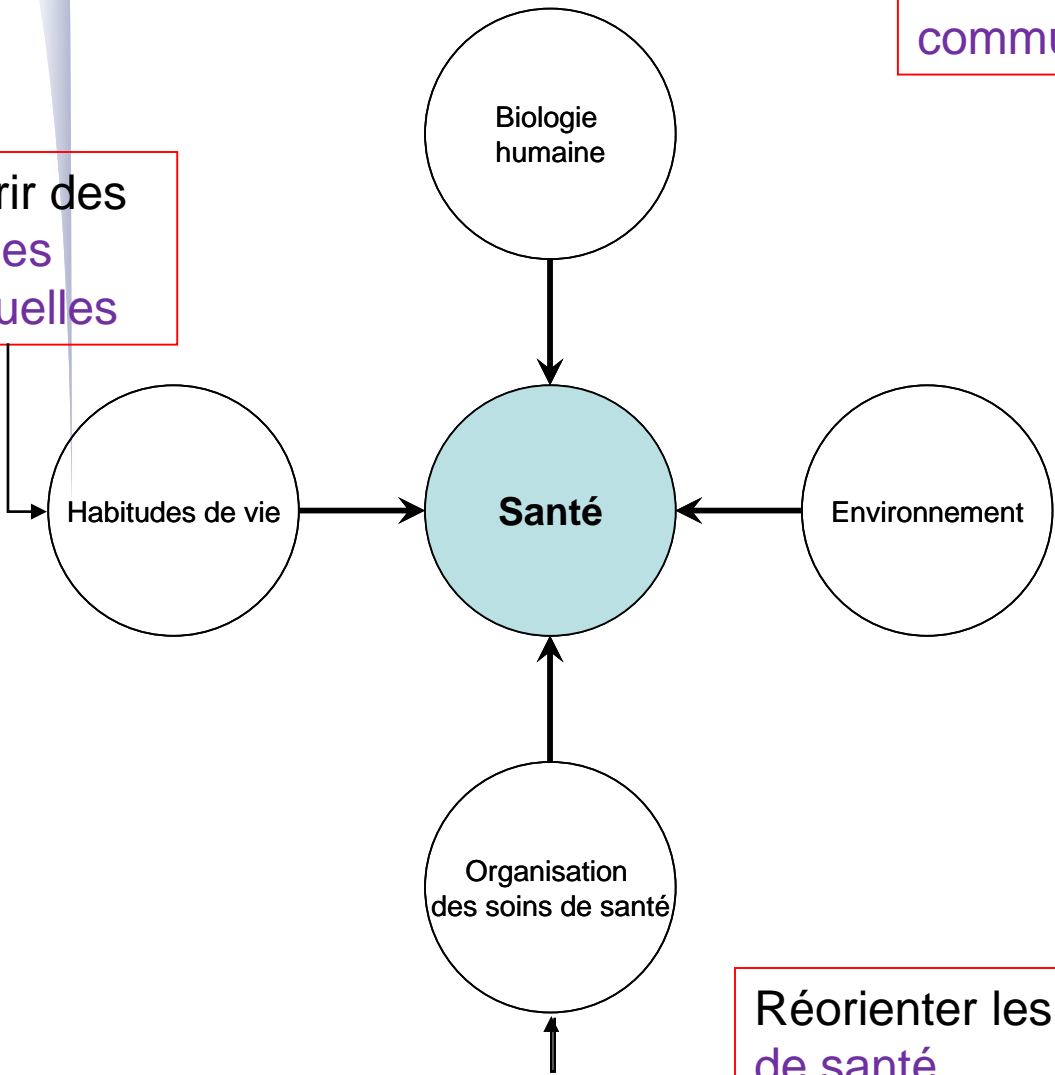 commu
Biologie
humaine
rir des
es
uelles
Habitudes de vie
Santé
Environnement
Organisation
des soins de santé
Réorienter les
de santé